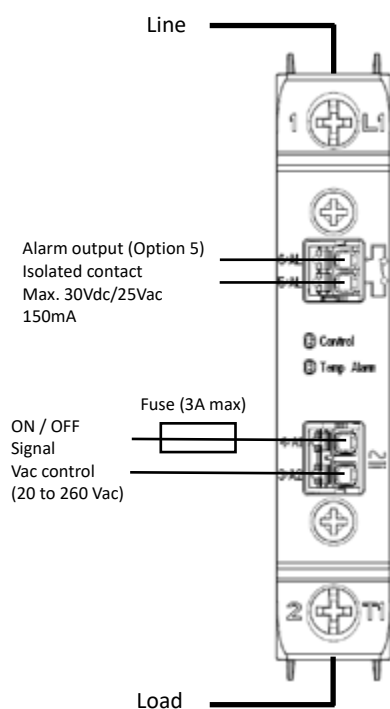 Line
1 L1
Alarm output (Option 5)
Isolated contact
Max. 30Vdc/25Vac
150mA
Control
Temp Alarm
Fuse (3A max)
ON / OFF
Signal
Vac control
(20 to 260 Vac)
2 T1
Load